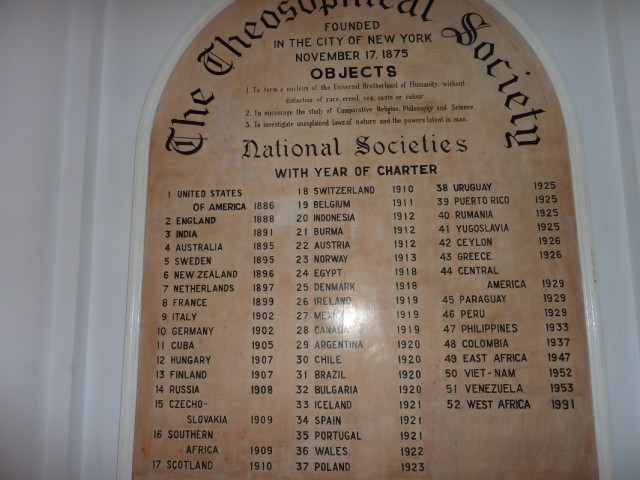 The Theosophical Society
FOUNDED
IN THE CITY OF NEW YORK
NOVEMBER 17, 1875
OBJECTS
1. To form a nucleus of the Universal Brotherhood of Humanity, without
distinction of race, creed, sex, caste or colour.
2. To encourage the study of Comparative Religion, Philosophy and Science.
3. To investigate unexplained laws of nature and the powers latent in man.
National Societies
WITH YEAR OF CHARTER
1 UNITED STATES
OF AMERICA 1886
2 ENGLAND 1888
3 INDIA 1891
4 AUSTRALIA 1895
5 SWEDEN 1895
6 NEW ZEALAND 1896
7 NETHERLANDS 1897
8 FRANCE 1899
9 ITALY 1902
10 GERMANY 1902
11 CUBA 1905
12 HUNGARY 1907
13 FINLAND 1907
14 RUSSIA 1908
15 CZECHO-
SLOVAKIA 1909
16 SOUTHERN
AFRICA 1909
17 SCOTLAND 1910
18 SWITZERLAND 1910
19 BELGIUM 1911
20 INDONESIA 1912
21 BURMA 1912
22 AUSTRIA 1912
23 NORWAY 1913
24 EGYPT 1918
25 DENMARK 1918
26 IRELAND 1919
27 MEXICO 1919
28 CANADA 1919
29 ARGENTINA 1920
30 CHILE 1920
31 BRAZIL 1920
32 BULGARIA 1920
33 ICELAND 1921
34 SPAIN 1921
35 PORTUGAL 1921
36 WALES 1922
37 POLAND 1923
38 URUGUAY 1925
39 PUERTO RICO 1925
40 RUMANIA 1925
41 YUGOSLAVIA 1925
42 CEYLON 1926
43 GREECE 1926
44 CENTRAL
AMERICA 1929
45 PARAGUAY 1929
46 PERU 1929
47 PHILIPPINES 1933
48 COLOMBIA 1937
49 EAST AFRICA 1947
50 VIET-NAM 1952
51 VENEZUELA 1953
52 WEST AFRICA 1991